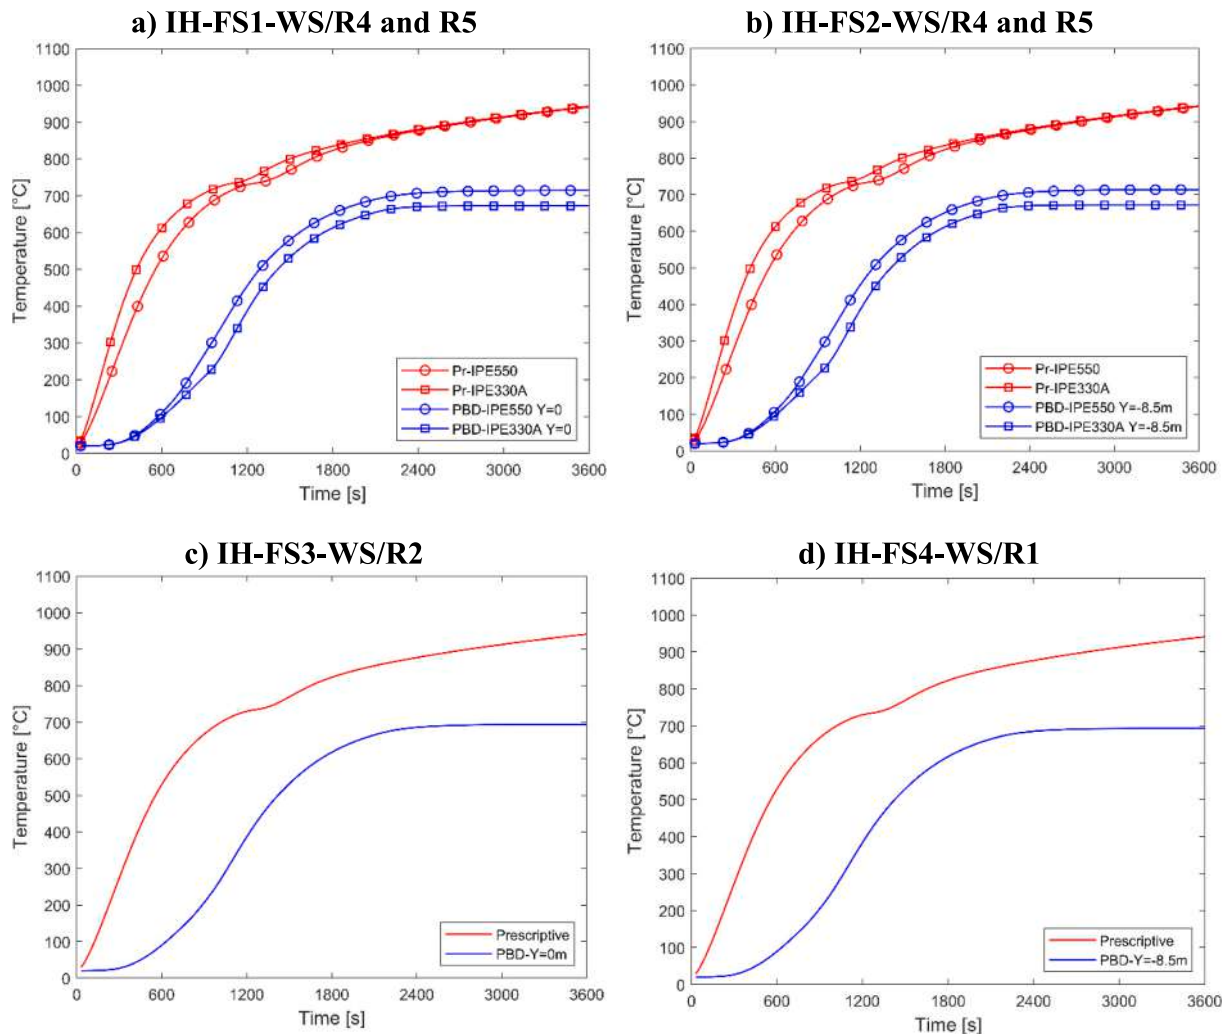 a) IH-FS1-WS/R4 and R5
1100
1000
900
800
700
600
500
400
300
200
100
0
Temperature [°C]
0 600 1200 1800 2400 3000 3600
Time [s]
Pr-IPE550
Pr-IPE330A
PBD-IPE550 Y=0
PBD-IPE330A Y=0
b) IH-FS2-WS/R4 and R5
1100
1000
900
800
700
600
500
400
300
200
100
0
Temperature [°C]
0 600 1200 1800 2400 3000 3600
Time [s]
Pr-IPE550
Pr-IPE330A
PBD-IPE550 Y=-8.5m
PBD-IPE330A Y=-8.5m
c) IH-FS3-WS/R2
1100
1000
900
800
700
600
500
400
300
200
100
0
Temperature [°C]
0 600 1200 1800 2400 3000 3600
Time [s]
Prescriptive
PBD-Y=0m
d) IH-FS4-WS/R1
1100
1000
900
800
700
600
500
400
300
200
100
0
Temperature [°C]
0 600 1200 1800 2400 3000 3600
Time [s]
Prescriptive
PBD-Y=-8.5m